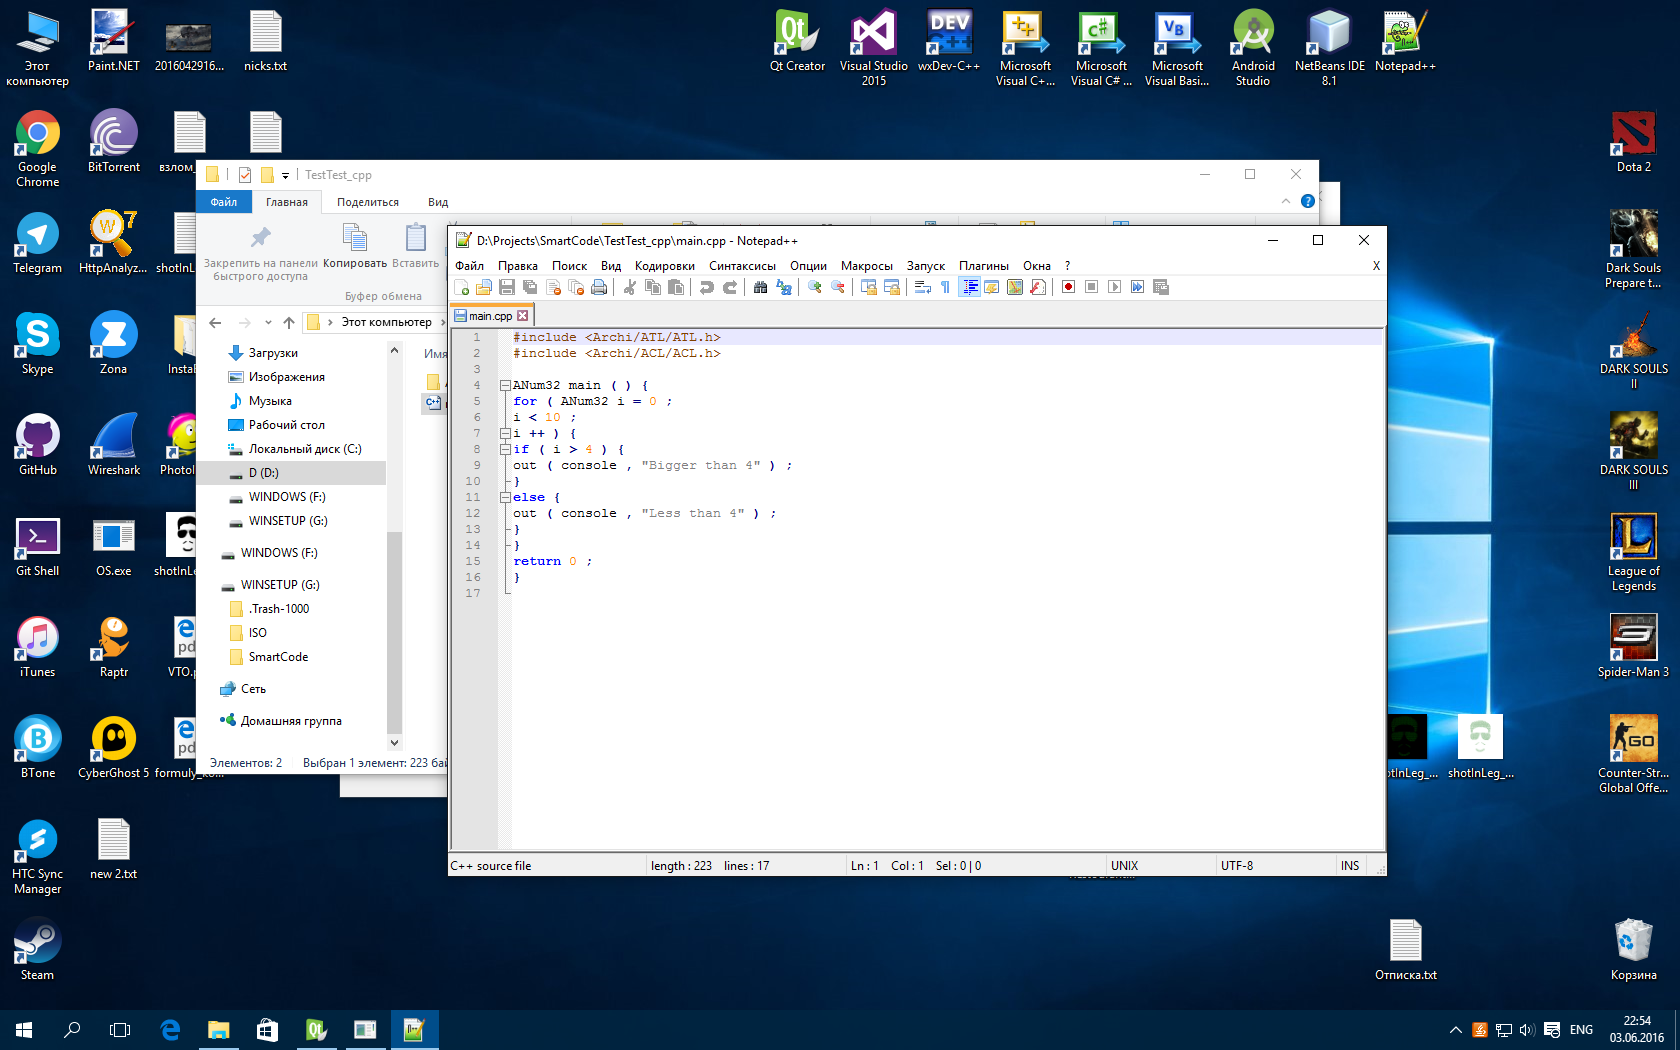 Этот
компьютер
Paint.NET
2016042916...
nicks.txt
Qt Creator
Visual Studio
2015
wxDev-C++
Microsoft
Visual C+...
Microsoft
Visual C# ...
Microsoft
Visual Basi...
Android
Studio
NetBeans IDE
8.1
Notepad++
Google
Chrome
BitTorrent
взлом_
Dota 2
Telegram
HttpAnalyz...
shotInL
Dark Souls
Prepare t...
Skype
Zona
Instal
DARK SOULS
II
GitHub
Wireshark
PhotoI
DARK SOULS
III
Git Shell
OS.exe
shotInLe
League of
Legends
iTunes
Raptr
VTO.p
Spider-Man 3
BTone
CyberGhost 5
formuly_ko...
otInLeg_...
shotInLeg_...
Counter-Str...
Global Offe...
HTC Sync
Manager
new 2.txt
Steam
Отписка.txt
Корзина
TestTest_cpp
Файл Главная Поделиться Вид
Закрепить на панели
быстрого доступа
Копировать
Вставить
Буфер обмена
Этот компьютер
Имя
Загрузки
Изображения
Музыка
Рабочий стол
Локальный диск (C:)
D (D:)
WINDOWS (F:)
WINSETUP (G:)
WINDOWS (F:)
WINSETUP (G:)
.Trash-1000
ISO
SmartCode
Сеть
Домашняя группа
Элементов: 2 Выбран 1 элемент: 223 бай
D:\Projects\SmartCode\TestTest_cpp\main.cpp - Notepad++
Файл Правка Поиск Вид Кодировки Синтаксисы Опции Макросы Запуск Плагины Окна ? X
main.cpp
1 #include <Archi/ATL/ATL.h>
2 #include <Archi/ACL/ACL.h>
3
4 ANum32 main ( ) {
5 for ( ANum32 i = 0 ;
6 i < 10 ;
7 i ++ ) {
8 if ( i > 4 ) {
9 out ( console , "Bigger than 4" ) ;
10 }
11 else {
12 out ( console , "Less than 4" ) ;
13 }
14 }
15 return 0 ;
16 }
17
C++ source file length : 223 lines : 17 Ln : 1 Col : 1 Sel : 0 | 0 UNIX UTF-8 INS
ENG
22:54
03.06.2016